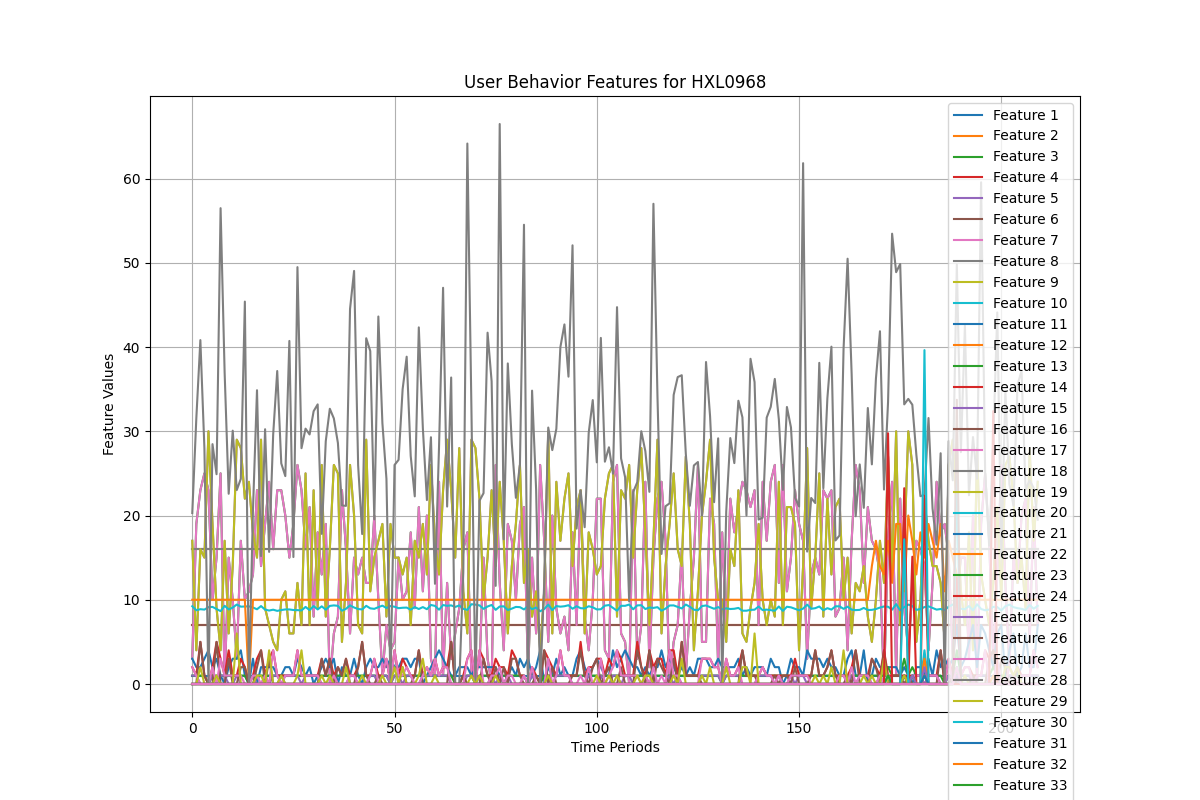 User Behavior Features for HXL0968
Feature Values
60
50
40
30
20
10
0
0
50
100
150
200
Time Periods
Feature 1
Feature 2
Feature 3
Feature 4
Feature 5
Feature 6
Feature 7
Feature 8
Feature 9
Feature 10
Feature 11
Feature 12
Feature 13
Feature 14
Feature 15
Feature 16
Feature 17
Feature 18
Feature 19
Feature 20
Feature 21
Feature 22
Feature 23
Feature 24
Feature 25
Feature 26
Feature 27
Feature 28
Feature 29
Feature 30
Feature 31
Feature 32
Feature 33